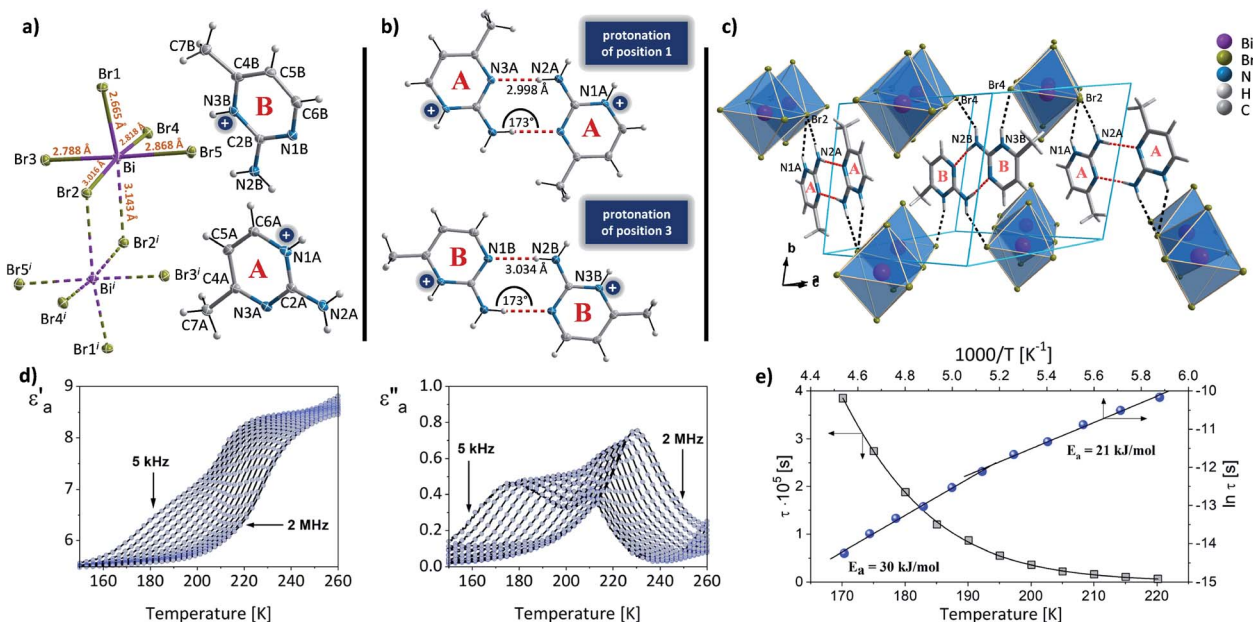 a)
Br1
2.665 Å
Br4
2.818 Å
Br3
2.788 Å
2.868 Å
Br5
Bi
3.016 Å
Br2
3.143 Å
Br2i
Br5i
Bii
Br3i
Br4i
Br1i
C7B
C4B
C5B
N3B
B
C6B
C2B
N1B
N2B
C6A
C5A
N1A
A
C4A
C2A
N3A
N2A
C7A
b)
protonation
of position 1
A
N3A
N2A
2.998 Å
N1A
173°
A
protonation
of position 3
B
N1B
N2B
3.034 Å
N3B
173°
B
c)
Bi
Br
N
H
C
Br4
Br4
Br2
Br2
N2B
N3B
N1A
N2A
N1A
N2A
A
A
B
B
A
A
b
a
c
d)
ε'a
9
8
7
6
5 kHz
2 MHz
160 180 200 220 240 260
Temperature [K]
ε"a
1.0
0.8
0.6
0.4
0.2
0.0
5 kHz
2 MHz
160 180 200 220 240 260
Temperature [K]
e)
1000/T [K-1]
4.4 4.6 4.8 5.0 5.2 5.4 5.6 5.8 6.0
τ · 10⁵ [s]
4
3
2
1
0
Ea = 21 kJ/mol
Ea = 30 kJ/mol
-10
-11
-12
-13
-14
-15
ln τ [s]
170 180 190 200 210 220
Temperature [K]